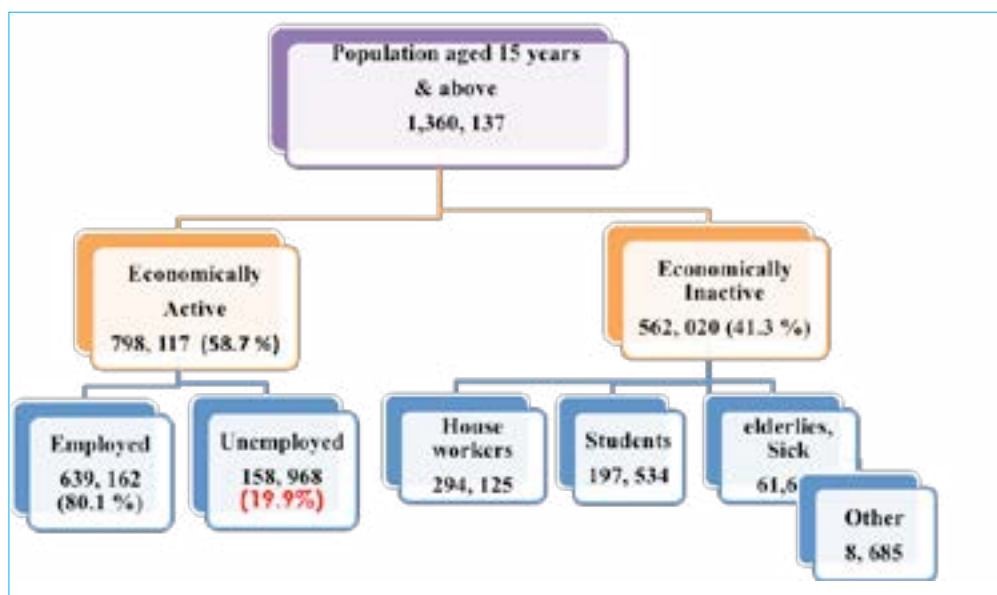 Population aged 15 years
& above
1,360, 137
Economically
Active
798, 117 (58.7 %)
Economically
Inactive
562, 020 (41.3 %)
Employed
639, 162
(80.1 %)
Unemployed
158, 968
(19.9%)
House
workers
294, 125
Students
197, 534
elderlies,
Sick
Other
8, 685